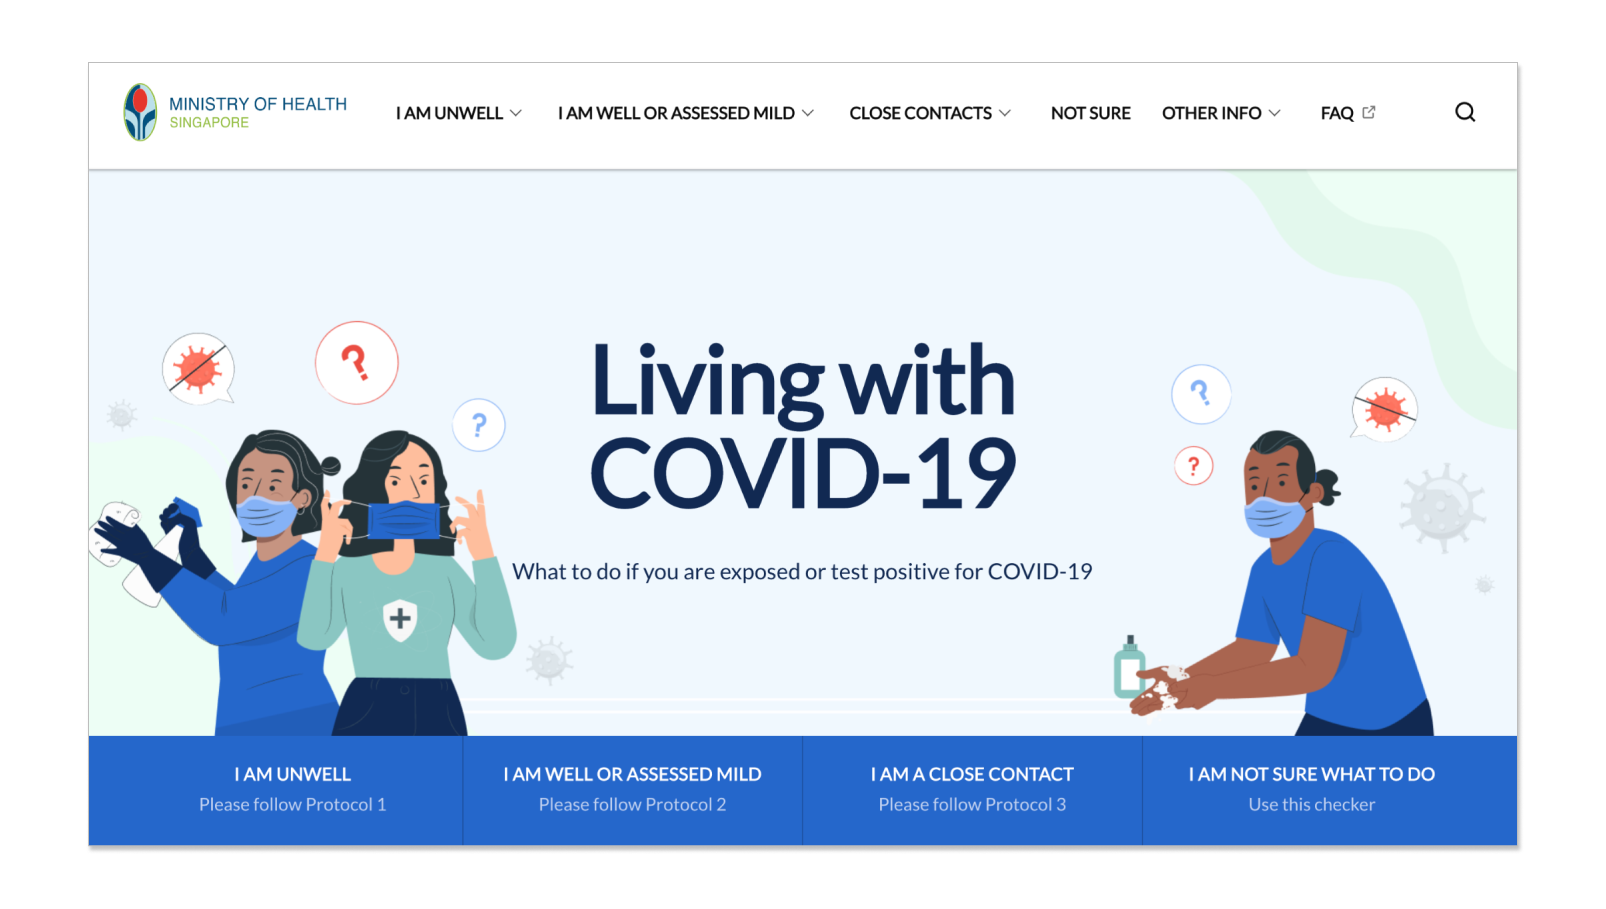 MINISTRY OF HEALTH
SINGAPORE
I AM UNWELL
I AM WELL OR ASSESSED MILD
CLOSE CONTACTS
NOT SURE
OTHER INFO
FAQ
?
?
?
?
Living with
COVID-19
What to do if you are exposed or test positive for COVID-19
I AM UNWELL
Please follow Protocol 1
I AM WELL OR ASSESSED MILD
Please follow Protocol 2
I AM A CLOSE CONTACT
Please follow Protocol 3
I AM NOT SURE WHAT TO DO
Use this checker